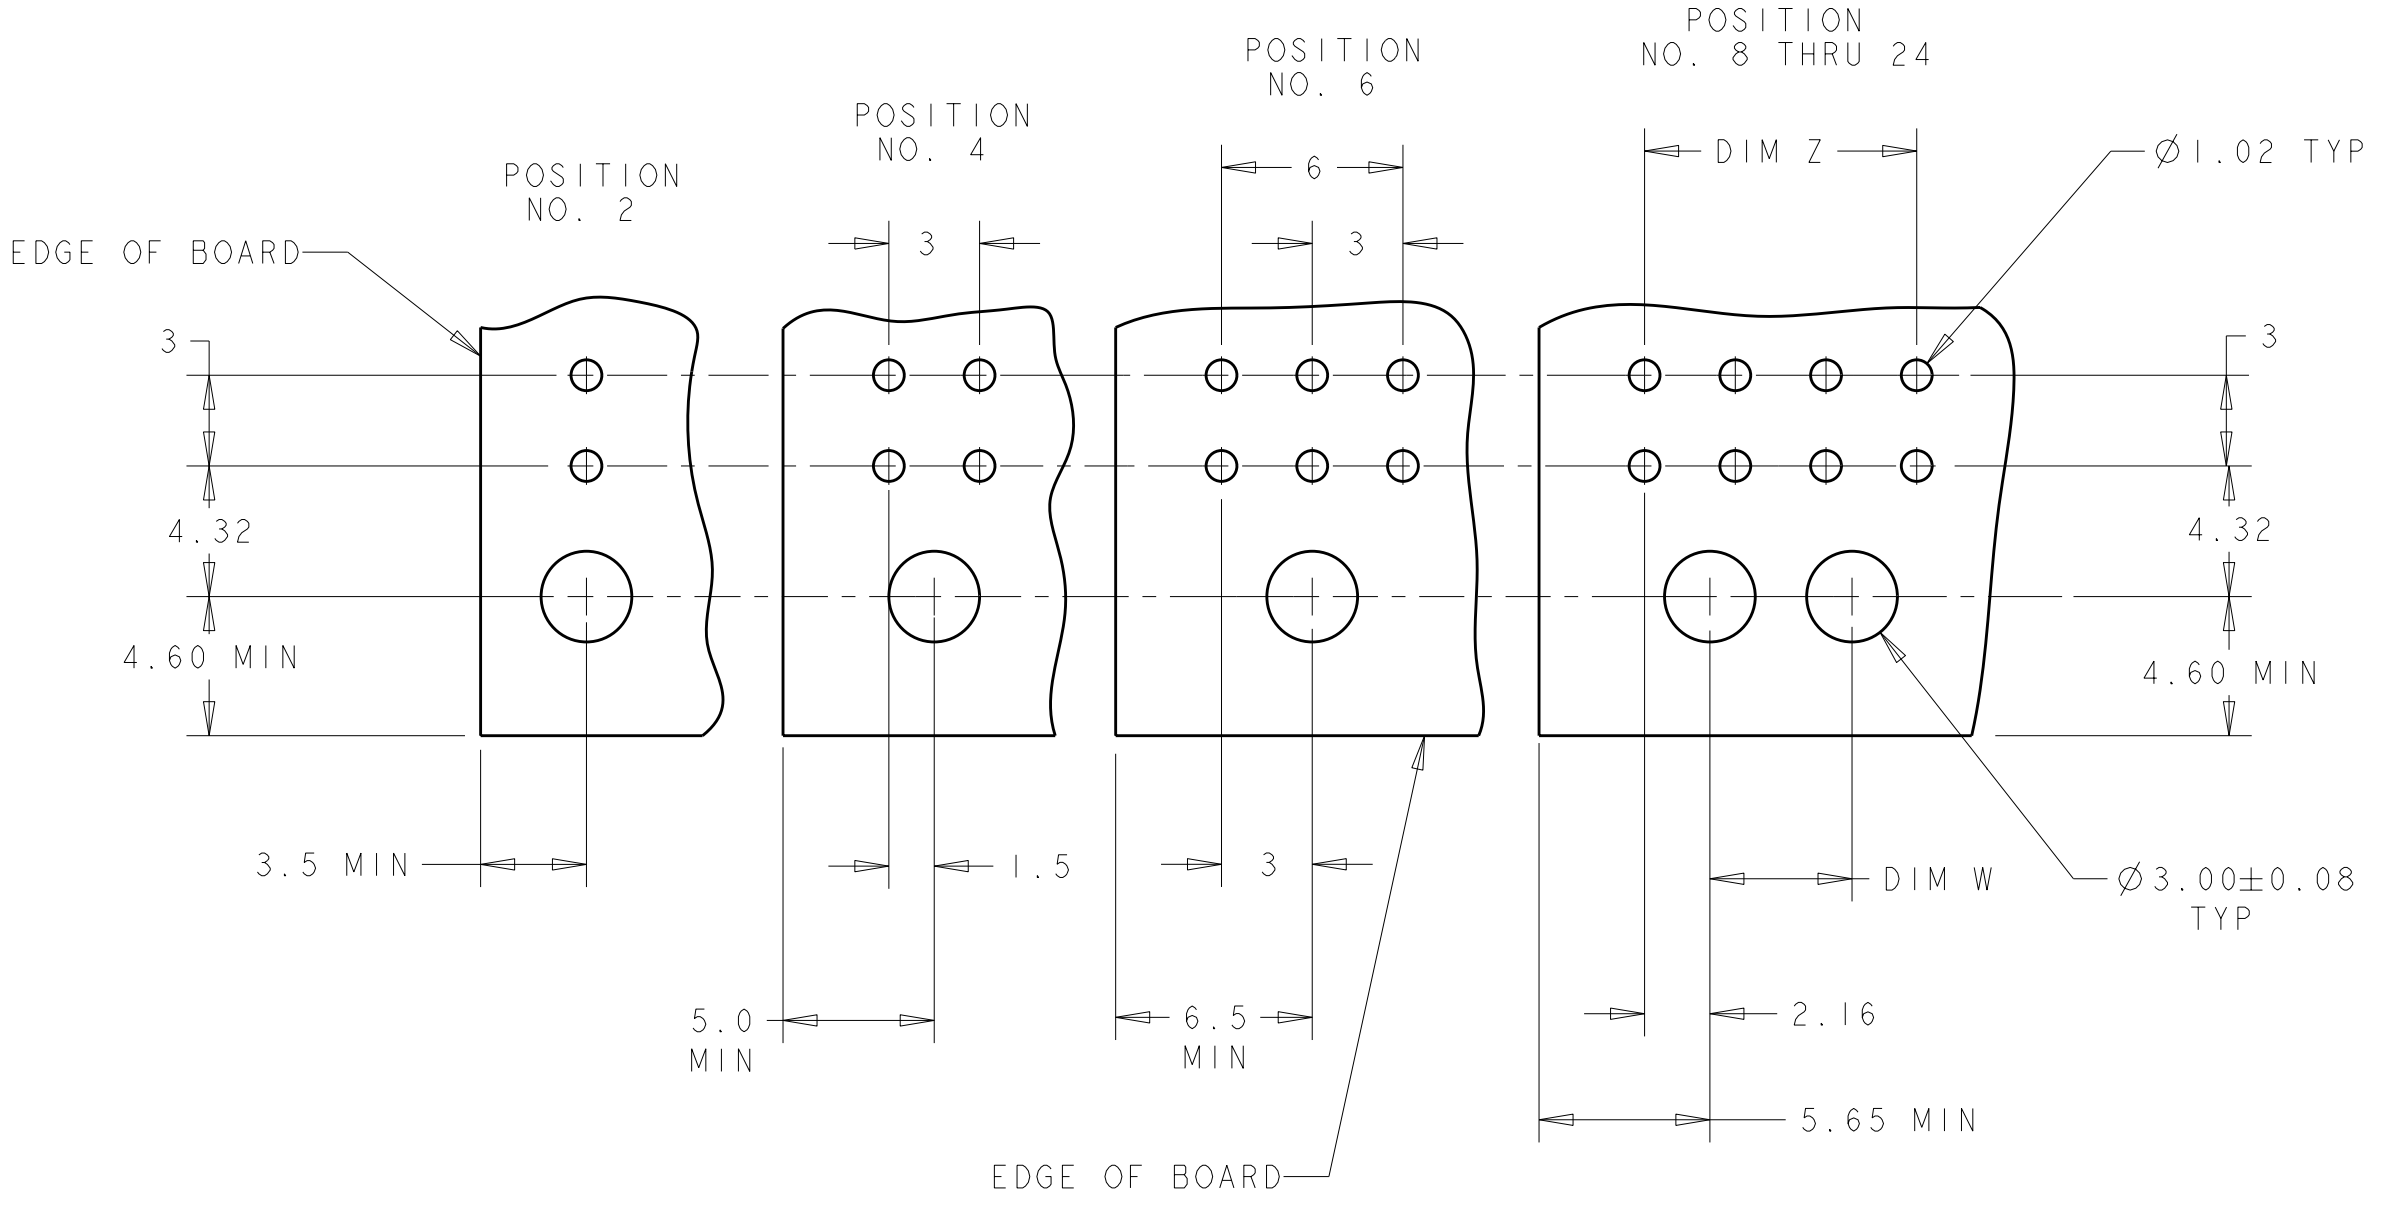 POSITION
NO. 8 THRU 24
POSITION
NO. 6
POSITION
NO. 4
POSITION
NO. 2
6
DIM Z
Ø1.02 TYP
EDGE OF BOARD
3
3
3
3
4.32
4.32
4.60 MIN
4.60 MIN
3.5 MIN
1.5
3
DIM W
Ø3.00±0.08
TYP
5.0
MIN
6.5
MIN
2.16
5.65 MIN
EDGE OF BOARD